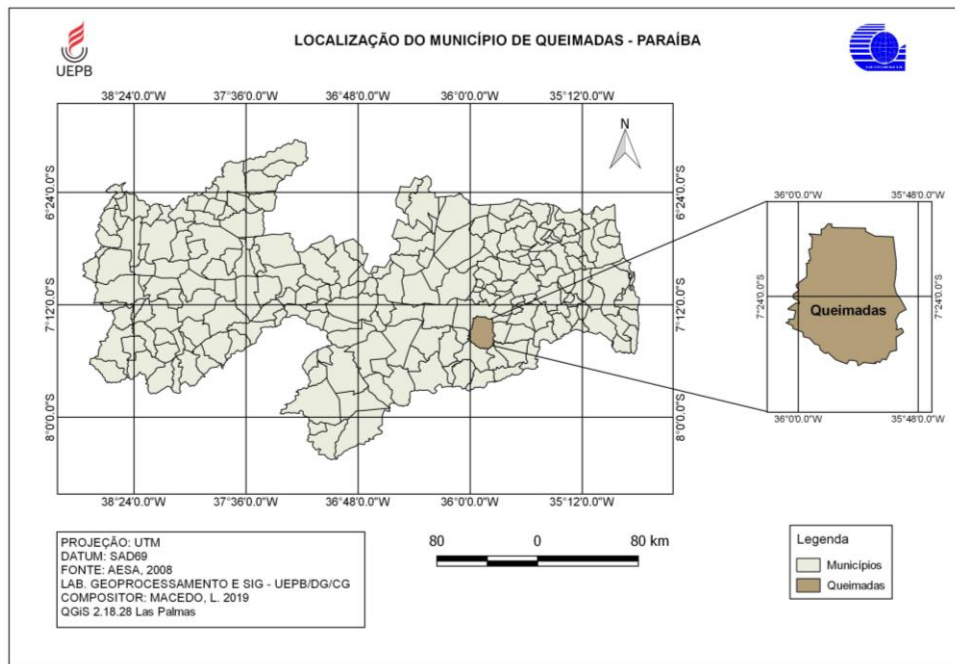 LOCALIZAÇÃO DO MUNICÍPIO DE QUEIMADAS - PARAÍBA
UEPB
38°24'0.0"W 37°36'0.0"W 36°48'0.0"W 36°0'0.0"W 35°12'0.0"W
N
6°24'0.0"S 6°24'0.0"S
36°0'0.0"W 35°48'0.0"W
7°12'0.0"S 7°12'0.0"S
7°24'0.0"S 7°24'0.0"S
Queimadas
8°0'0.0"S 8°0'0.0"S
36°0'0.0"W 35°48'0.0"W
38°24'0.0"W 37°36'0.0"W 36°48'0.0"W 36°0'0.0"W 35°12'0.0"W
PROJEÇÃO: UTM
DATUM: SAD69
FONTE: AESA, 2008
LAB. GEOPROCESSAMENTO E SIG - UEPB/DG/CG
COMPOSITOR: MACEDO, L. 2019
QGiS 2.18.28 Las Palmas
80 0 80 km
Legenda
Municípios
Queimadas